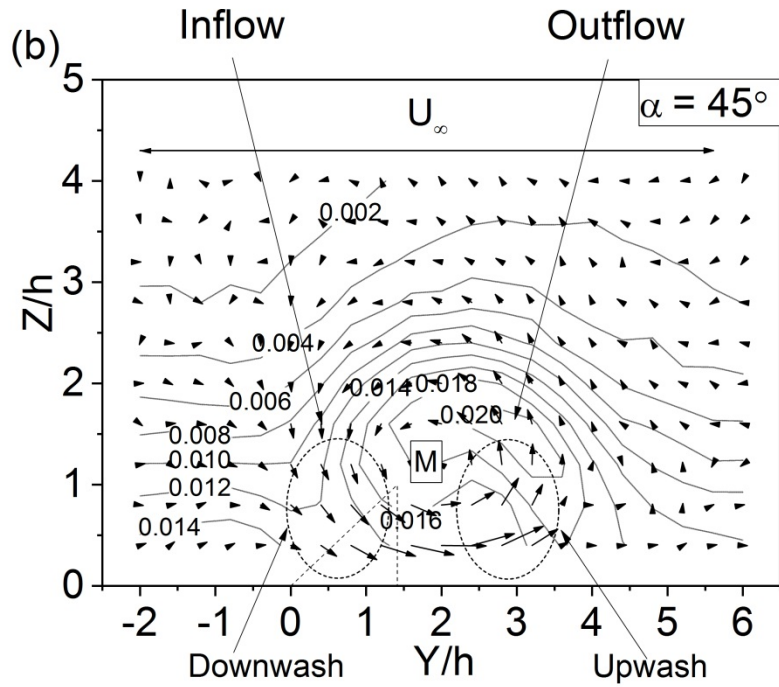 Inflow
Outflow
(b)
α = 45°
U∞
5
4
3
2
1
0
Z/h
0.002
0.004
0.006
0.008
0.010
0.012
0.014
0.014
0.018
0.020
M
0.016
-2 -1 0 1 2 3 4 5 6
Downwash
Y/h
Upwash